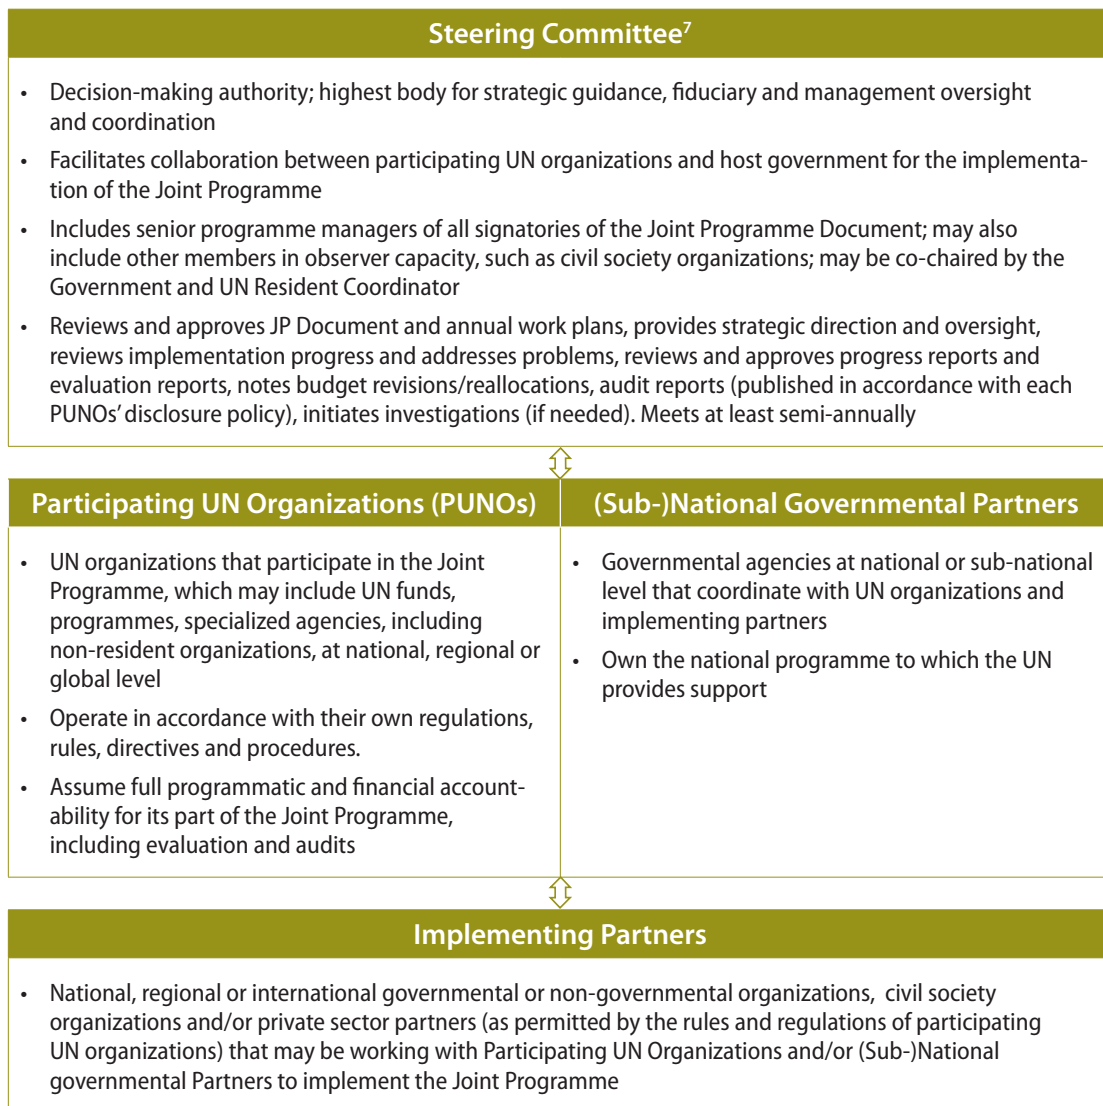 Steering Committee7
• Decision-making authority; highest body for strategic guidance, fiduciary and management oversight
and coordination
• Facilitates collaboration between participating UN organizations and host government for the implementa-
tion of the Joint Programme
• Includes senior programme managers of all signatories of the Joint Programme Document; may also
include other members in observer capacity, such as civil society organizations; may be co-chaired by the
Government and UN Resident Coordinator
• Reviews and approves JP Document and annual work plans, provides strategic direction and oversight,
reviews implementation progress and addresses problems, reviews and approves progress reports and
evaluation reports, notes budget revisions/reallocations, audit reports (published in accordance with each
PUNOs’ disclosure policy), initiates investigations (if needed). Meets at least semi-annually
Participating UN Organizations (PUNOs)
• UN organizations that participate in the Joint
Programme, which may include UN funds,
programmes, specialized agencies, including
non-resident organizations, at national, regional or
global level
• Operate in accordance with their own regulations,
rules, directives and procedures.
• Assume full programmatic and financial account-
ability for its part of the Joint Programme,
including evaluation and audits
(Sub-)National Governmental Partners
• Governmental agencies at national or sub-national
level that coordinate with UN organizations and
implementing partners
• Own the national programme to which the UN
provides support
Implementing Partners
• National, regional or international governmental or non-governmental organizations, civil society
organizations and/or private sector partners (as permitted by the rules and regulations of participating
UN organizations) that may be working with Participating UN Organizations and/or (Sub-)National
governmental Partners to implement the Joint Programme